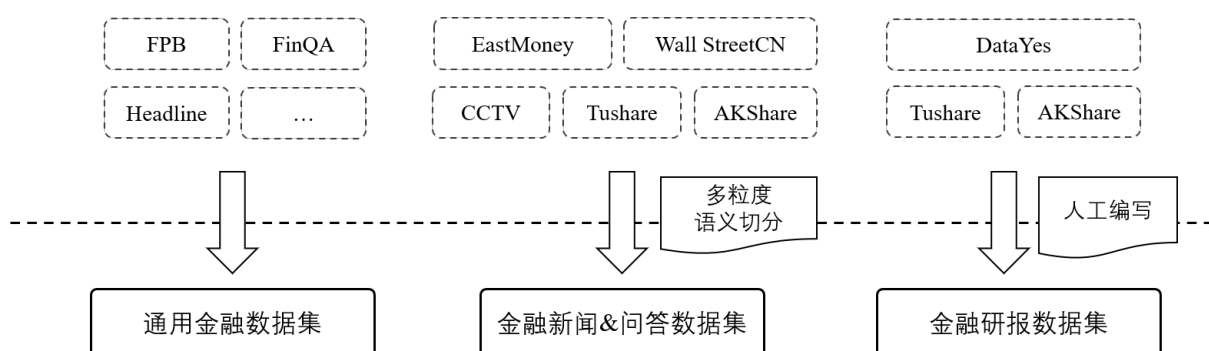 FPB
FinQA
EastMoney
Wall StreetCN
DataYes
Headline
…
CCTV
Tushare
AKShare
Tushare
AKShare
多粒度
语义切分
人工编写
通用金融数据集
金融新闻&问答数据集
金融研报数据集